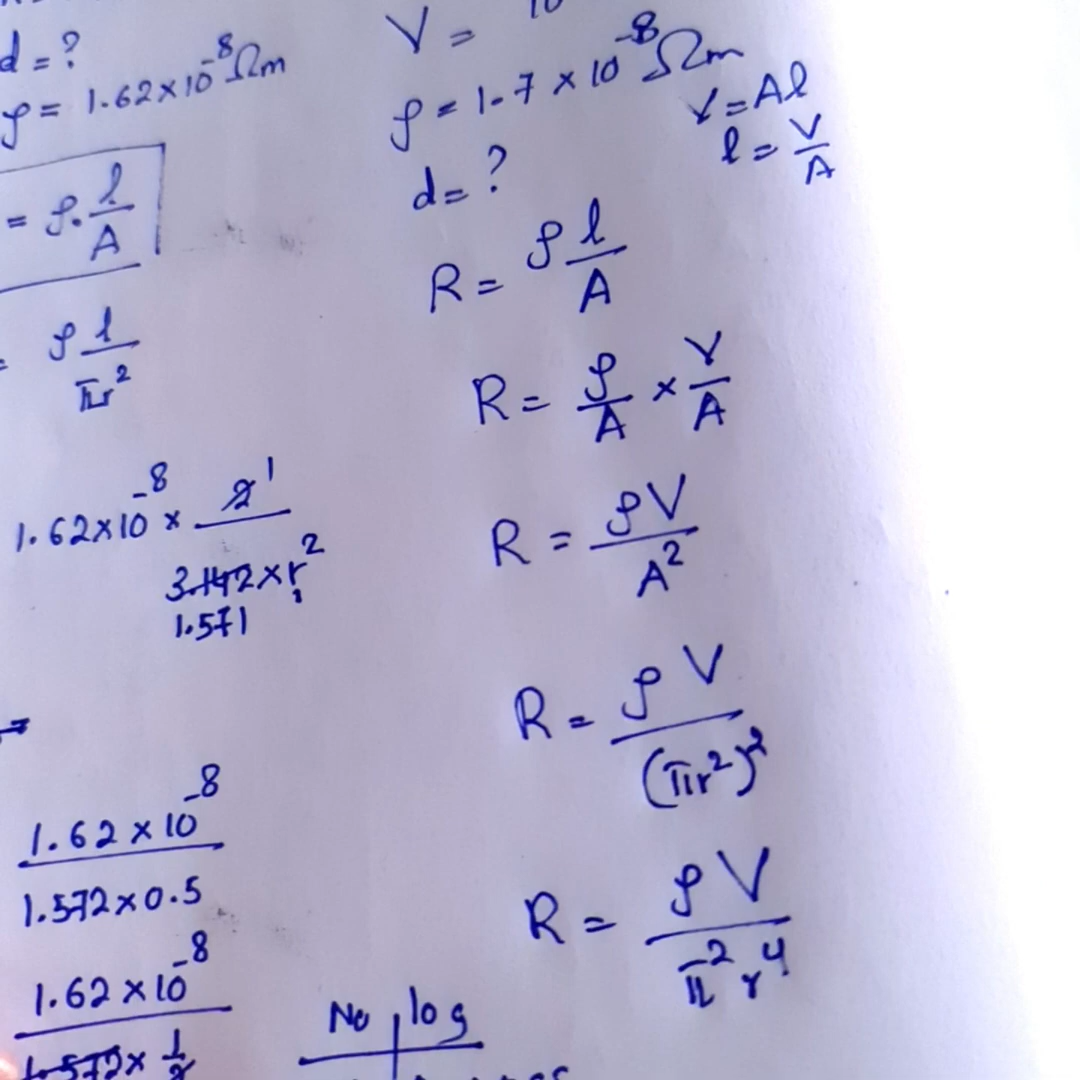 d = ?
ρ = 1.62×10⁻⁸ Ωm
= ρ. l/A
ρ l/πr²
1.62×10⁻⁸ × 2 1/3.142×r²
1.571
1.62×10⁻⁸/1.572×0.5
1.62×10⁻⁸/1.572×1/2
V = 10
ρ = 1.7×10⁻⁸ Ωm
V = Al
l = V/A
d = ?
R = ρ l/A
R = ρ/A × V/A
R = ρV/A²
R = ρV/(πr²)²
R = ρV/π²r⁴
No | log